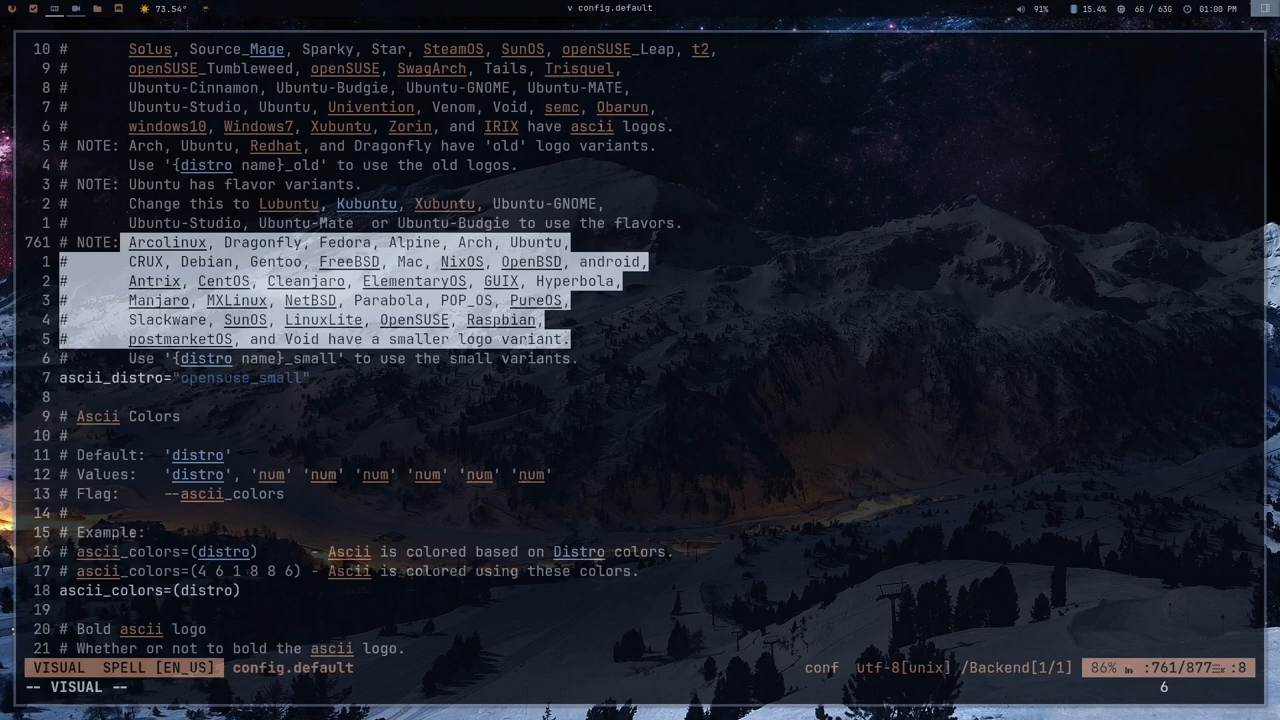 73.54°
v config.default
91%
15.4%
6G / 63G
01:00 PM
10 #       Solus, Source_Mage, Sparky, Star, SteamOS, SunOS, openSUSE_Leap, t2,
9 #       openSUSE_Tumbleweed, openSUSE, SwagArch, Tails, Trisquel,
8 #       Ubuntu-Cinnamon, Ubuntu-Budgie, Ubuntu-GNOME, Ubuntu-MATE,
7 #       Ubuntu-Studio, Ubuntu, Univention, Venom, Void, semc, Obarun,
6 #       windows10, Windows7, Xubuntu, Zorin, and IRIX have ascii logos.
5 # NOTE: Arch, Ubuntu, Redhat, and Dragonfly have 'old' logo variants.
4 #       Use '{distro name}_old' to use the old logos.
3 # NOTE: Ubuntu has flavor variants.
2 #       Change this to Lubuntu, Kubuntu, Xubuntu, Ubuntu-GNOME,
1 #       Ubuntu-Studio, Ubuntu-Mate  or Ubuntu-Budgie to use the flavors.
761 # NOTE: Arcolinux, Dragonfly, Fedora, Alpine, Arch, Ubuntu,
1 #       CRUX, Debian, Gentoo, FreeBSD, Mac, NixOS, OpenBSD, android,
2 #       Antrix, CentOS, Cleanjaro, ElementaryOS, GUIX, Hyperbola,
3 #       Manjaro, MXLinux, NetBSD, Parabola, POP_OS, PureOS,
4 #       Slackware, SunOS, LinuxLite, OpenSUSE, Raspbian,
5 #       postmarketOS, and Void have a smaller logo variant.
6 #       Use '{distro name}_small' to use the small variants.
7 ascii_distro="opensuse_small"
8
9 # Ascii Colors
10 #
11 # Default:  'distro'
12 # Values:   'distro', 'num' 'num' 'num' 'num' 'num' 'num'
13 # Flag:     --ascii_colors
14 #
15 # Example:
16 # ascii_colors=(distro)      - Ascii is colored based on Distro colors.
17 # ascii_colors=(4 6 1 8 8 6) - Ascii is colored using these colors.
18 ascii_colors=(distro)
19
20 # Bold ascii logo
21 # Whether or not to bold the ascii logo.
VISUAL  SPELL [EN_US]  config.default  conf  utf-8[unix] /Backend[1/1]  86% ln :761/877☰ :8
-- VISUAL --  6